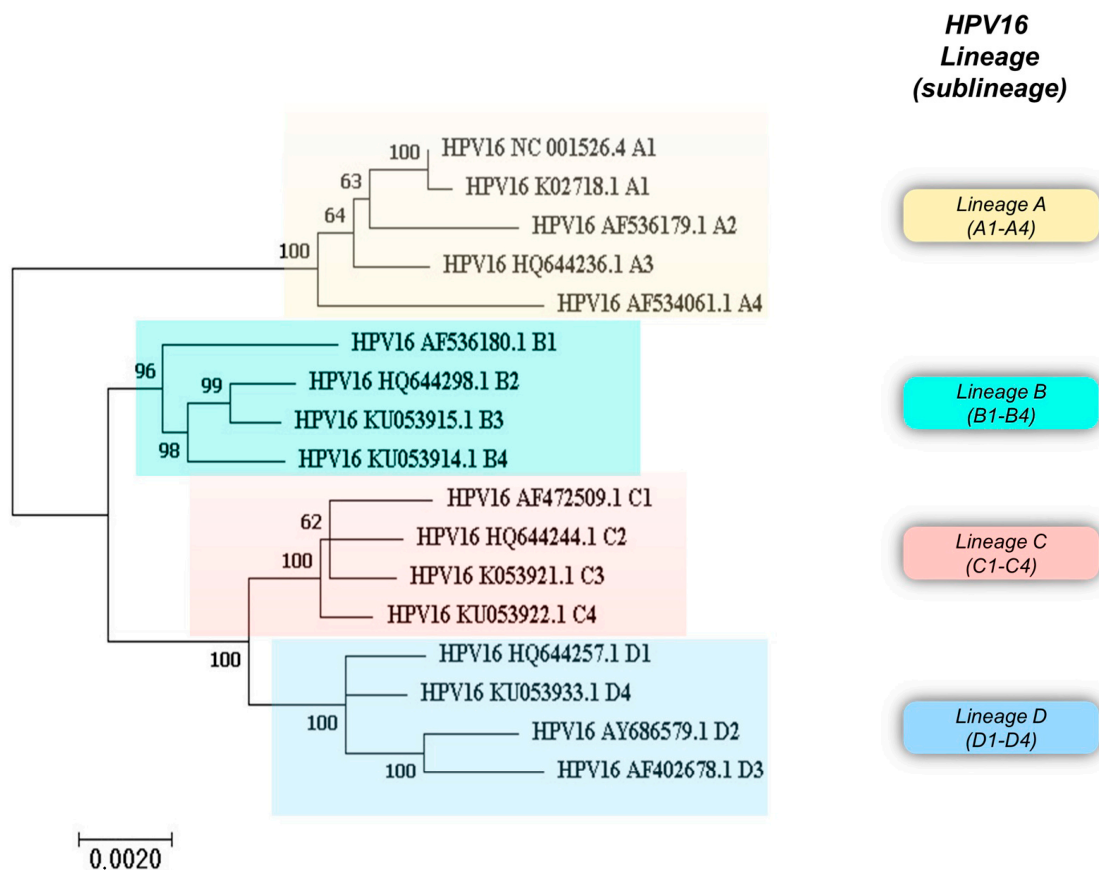 HPV16
Lineage
(sublineage)
HPV16 NC 001526.4 A1
100
HPV16 K02718.1 A1
63
HPV16 AF536179.1 A2
64
HPV16 HQ644236.1 A3
100
HPV16 AF534061.1 A4
Lineage A
(A1-A4)
HPV16 AF536180.1 B1
96
HPV16 HQ644298.1 B2
99
HPV16 KU053915.1 B3
98
HPV16 KU053914.1 B4
Lineage B
(B1-B4)
HPV16 AF472509.1 C1
62
HPV16 HQ644244.1 C2
100
HPV16 K053921.1 C3
HPV16 KU053922.1 C4
Lineage C
(C1-C4)
100
HPV16 HQ644257.1 D1
HPV16 KU053933.1 D4
100
HPV16 AY686579.1 D2
100
HPV16 AF402678.1 D3
Lineage D
(D1-D4)
0.0020